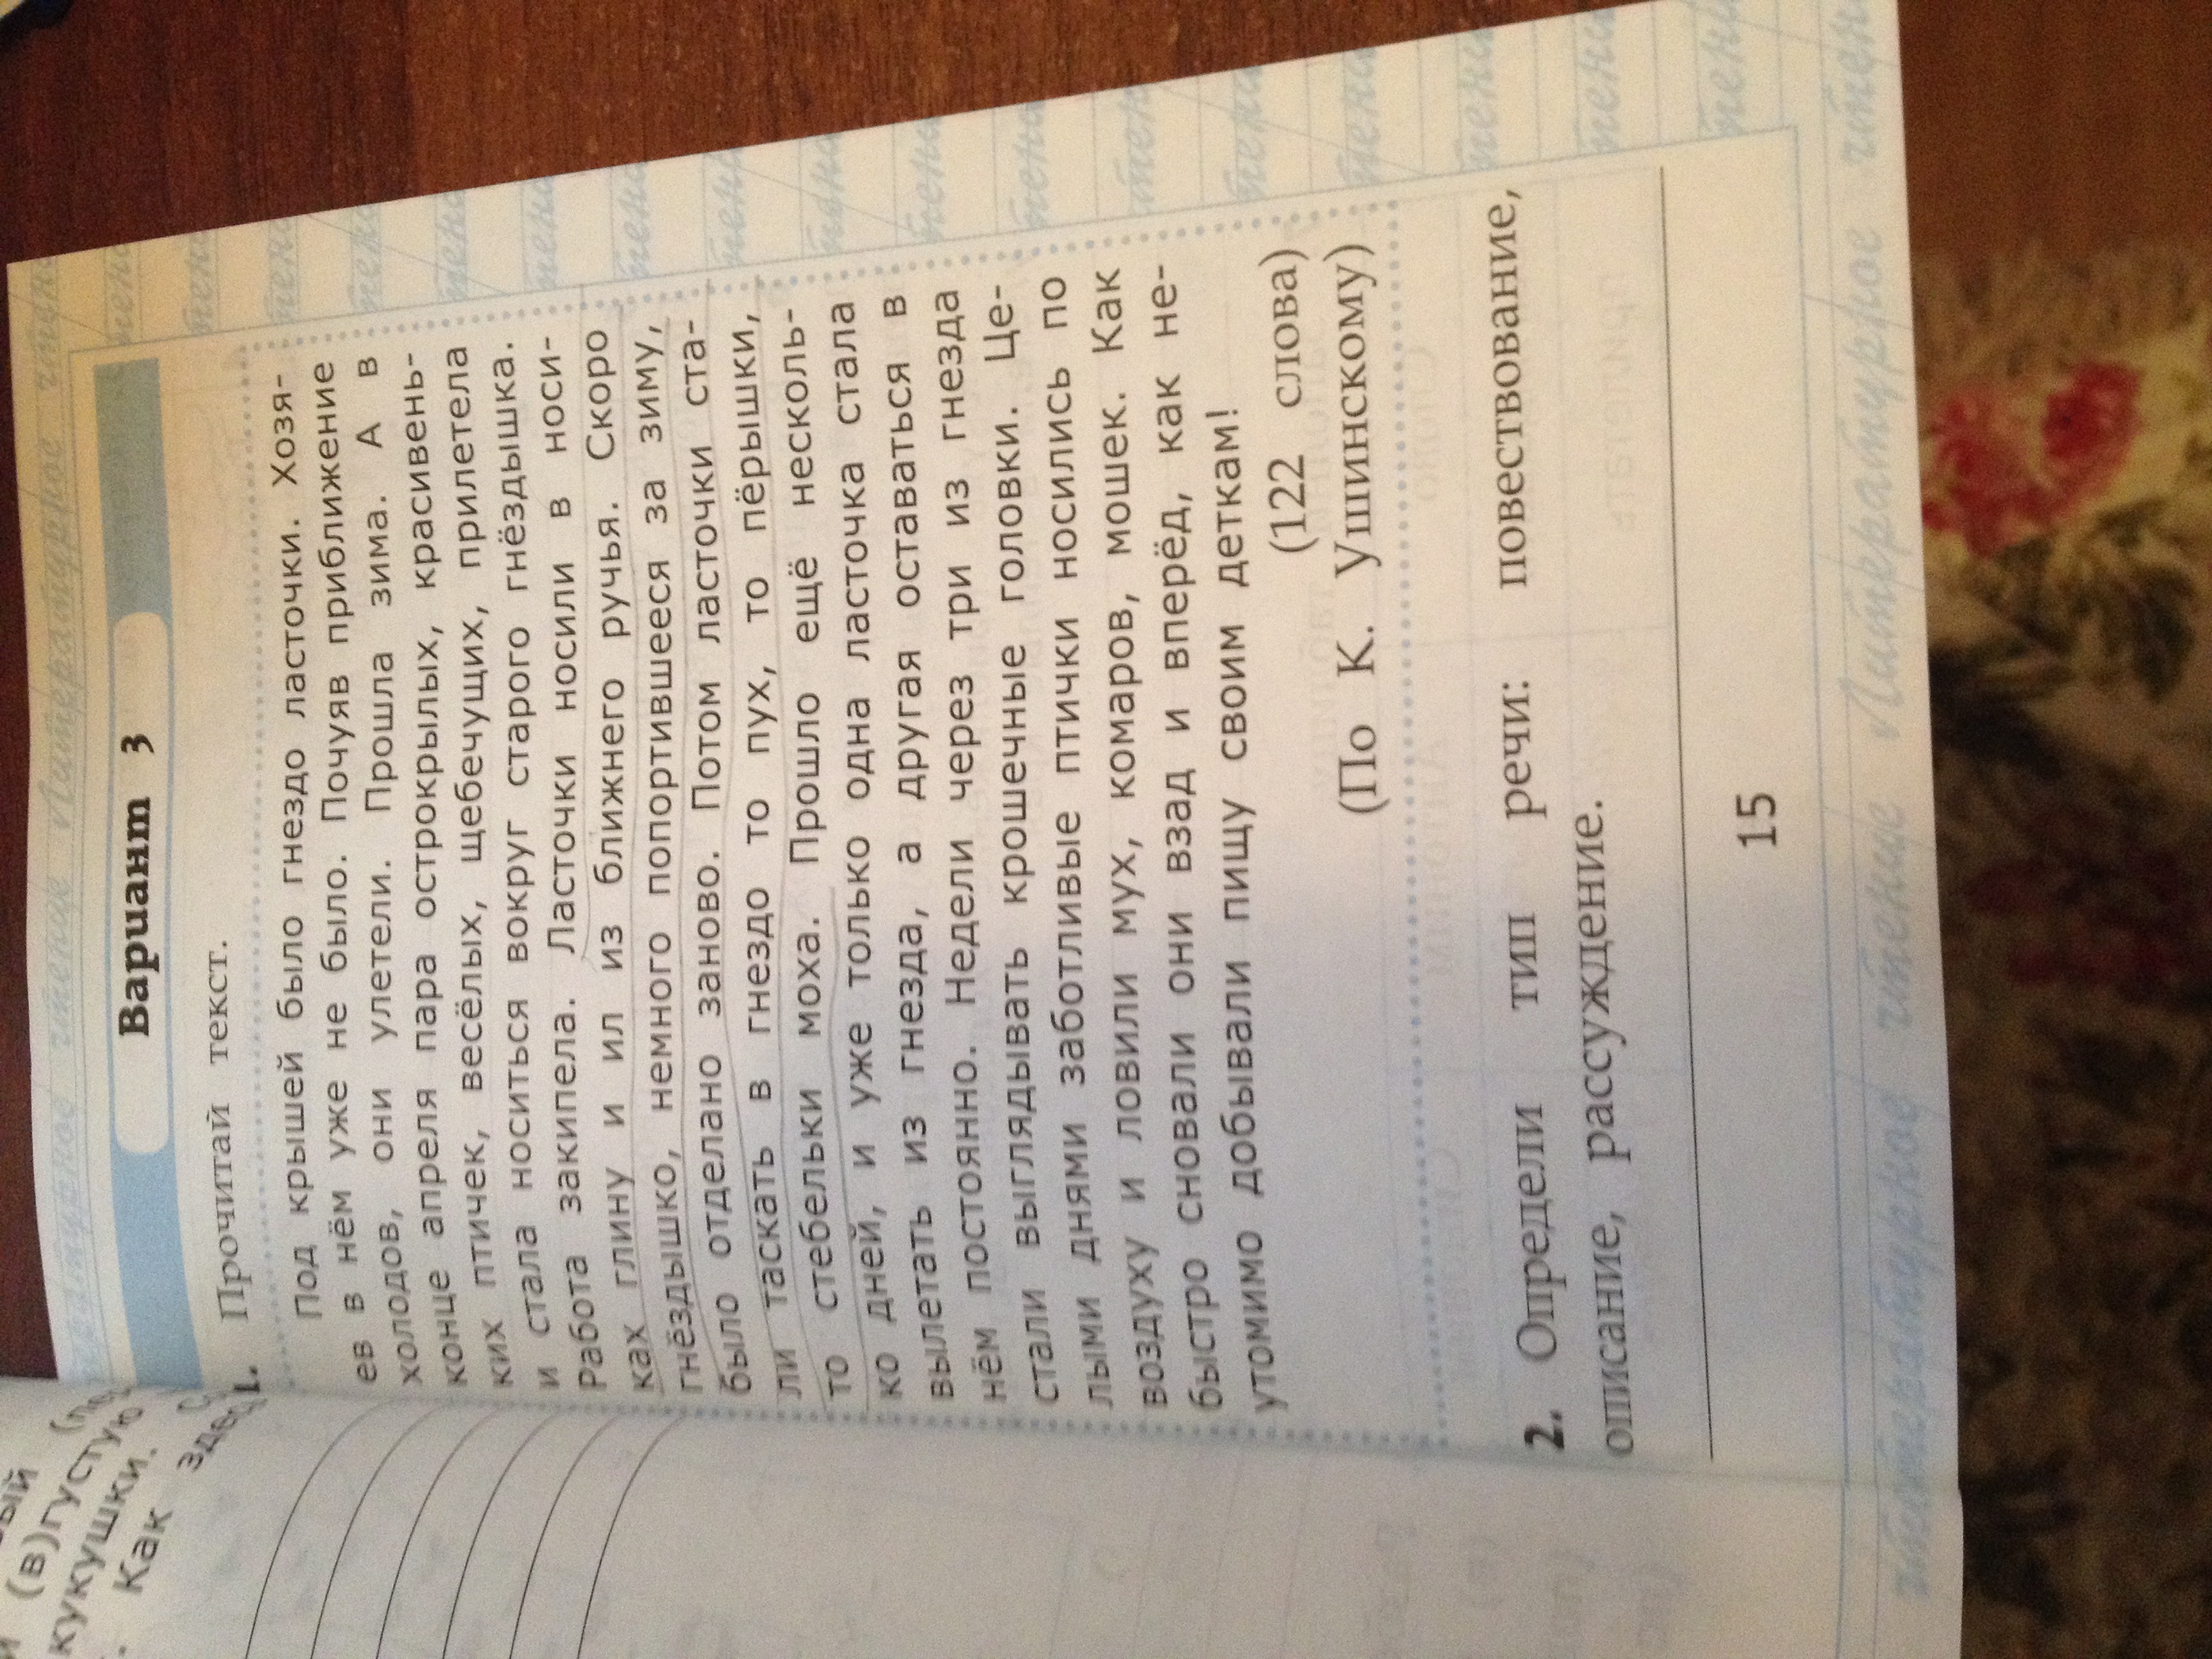 Вариант 3
1. Прочитай текст.
Под крышей было гнездо ласточки. Хозя-
ев в нём уже не было. Почуяв приближение
холодов, они улетели. Прошла зима. А в
конце апреля пара острокрылых, красивень-
ких птичек, весёлых, щебечущих, прилетела
и стала носиться вокруг старого гнёздышка.
Работа закипела. Ласточки носили в носи-
ках глину и ил из ближнего ручья. Скоро
гнёздышко, немного попортившееся за зиму,
было отделано заново. Потом ласточки ста-
ли таскать в гнездо то пух, то пёрышки,
то стебельки моха. Прошло ещё несколь-
ко дней, и уже только одна ласточка стала
вылетать из гнезда, а другая оставаться в
нём постоянно. Недели через три из гнезда
стали выглядывать крошечные головки. Це-
лыми днями заботливые птички носились по
воздуху и ловили мух, комаров, мошек. Как
быстро сновали они взад и вперёд, как не-
утомимо добывали пищу своим деткам!
(122 слова)
(По К. Ушинскому)
2. Определи тип речи: повествование,
описание, рассуждение.
15
(в)густую
кукушки.
Как
Литературное чтение Литературное чтение